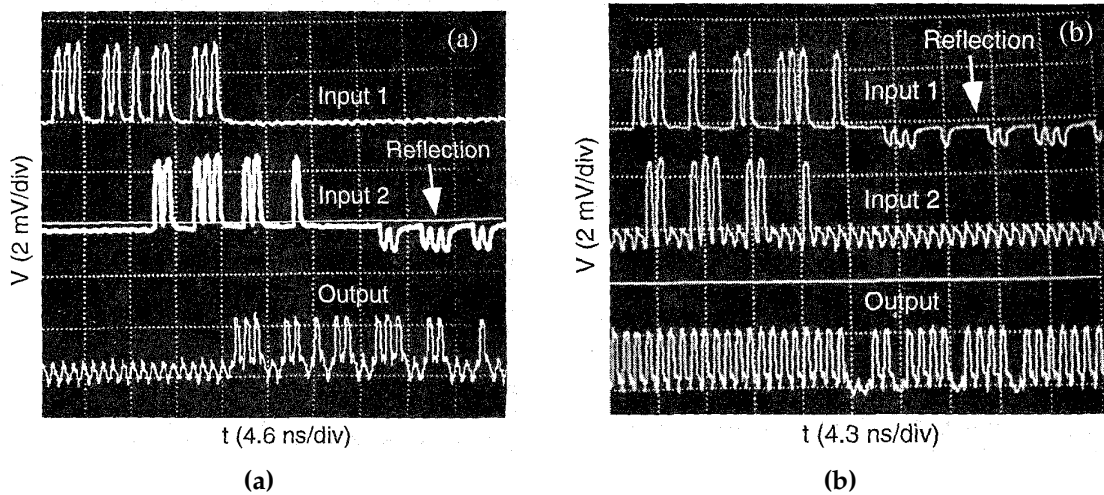 (a)
Input 1
Reflection
Input 2
Output
V (2 mV/div)
t (4.6 ns/div)
(a)
(b)
Reflection
Input 1
Input 2
Output
V (2 mV/div)
t (4.3 ns/div)
(b)